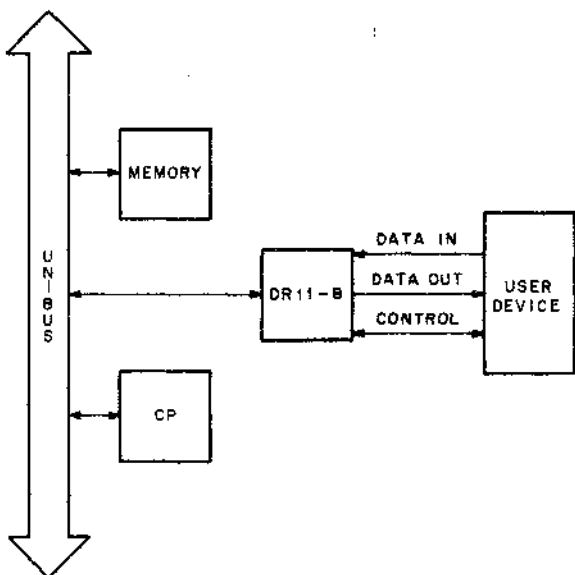 MEMORY
UNIBUS
DATA IN
DR11-B
DATA OUT
CONTROL
USER
DEVICE
CP